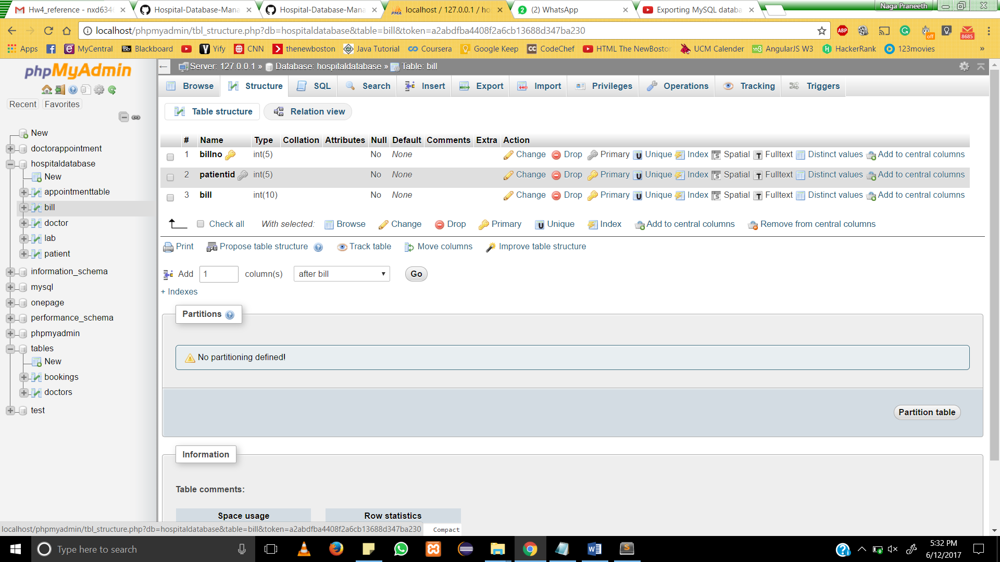 Hw4_reference - nxd634
Hospital-Database-Mana
Hospital-Database-Mana
localhost / 127.0.0.1 / ho
(2) WhatsApp
Exporting MySQL databa
Naga Praneeth
localhost/phpmyadmin/tbl_structure.php?db=hospitaldatabase&table=bill&token=a2abdfba4408f2a6cb13688d347ba230
ABP
off
8685
Apps
MyCentral
Bb Blackboard
Yify
CNN
thenewboston
Java Tutorial
Coursera
Google Keep
CC CodeChef
HTML The NewBosto
UCM Calender
w3 AngularJS W3
HackerRank
123movies
»
phpMyAdmin
Recent
Favorites
New
doctorappointment
hospitaldatabase
New
appointmenttable
bill
doctor
lab
patient
information_schema
mysql
onepage
performance_schema
phpmyadmin
tables
New
bookings
doctors
test
Server: 127.0.0.1 » Database: hospitaldatabase » Table: bill
Browse Structure SQL Search Insert Export Import Privileges Operations Tracking Triggers
Table structure Relation view
# Name Type Collation Attributes Null Default Comments Extra Action
1 billno int(5) No None Change Drop Primary Unique Index Spatial Fulltext Distinct values Add to central columns
2 patientid int(5) No None Change Drop Primary Unique Index Spatial Fulltext Distinct values Add to central columns
3 bill int(10) No None Change Drop Primary Unique Index Spatial Fulltext Distinct values Add to central columns
Check all With selected: Browse Change Drop Primary Unique Index Add to central columns Remove from central columns
Print Propose table structure Track table Move columns Improve table structure
Add 1 column(s) after bill Go
+ Indexes
Partitions
No partitioning defined!
Partition table
Information
Table comments:
Space usage Row statistics
localhost/phpmyadmin/tbl_structure.php?db=hospitaldatabase&table=bill&token=a2abdfba4408f2a6cb13688d347ba230
Compact
Type here to search
5:32 PM
6/12/2017